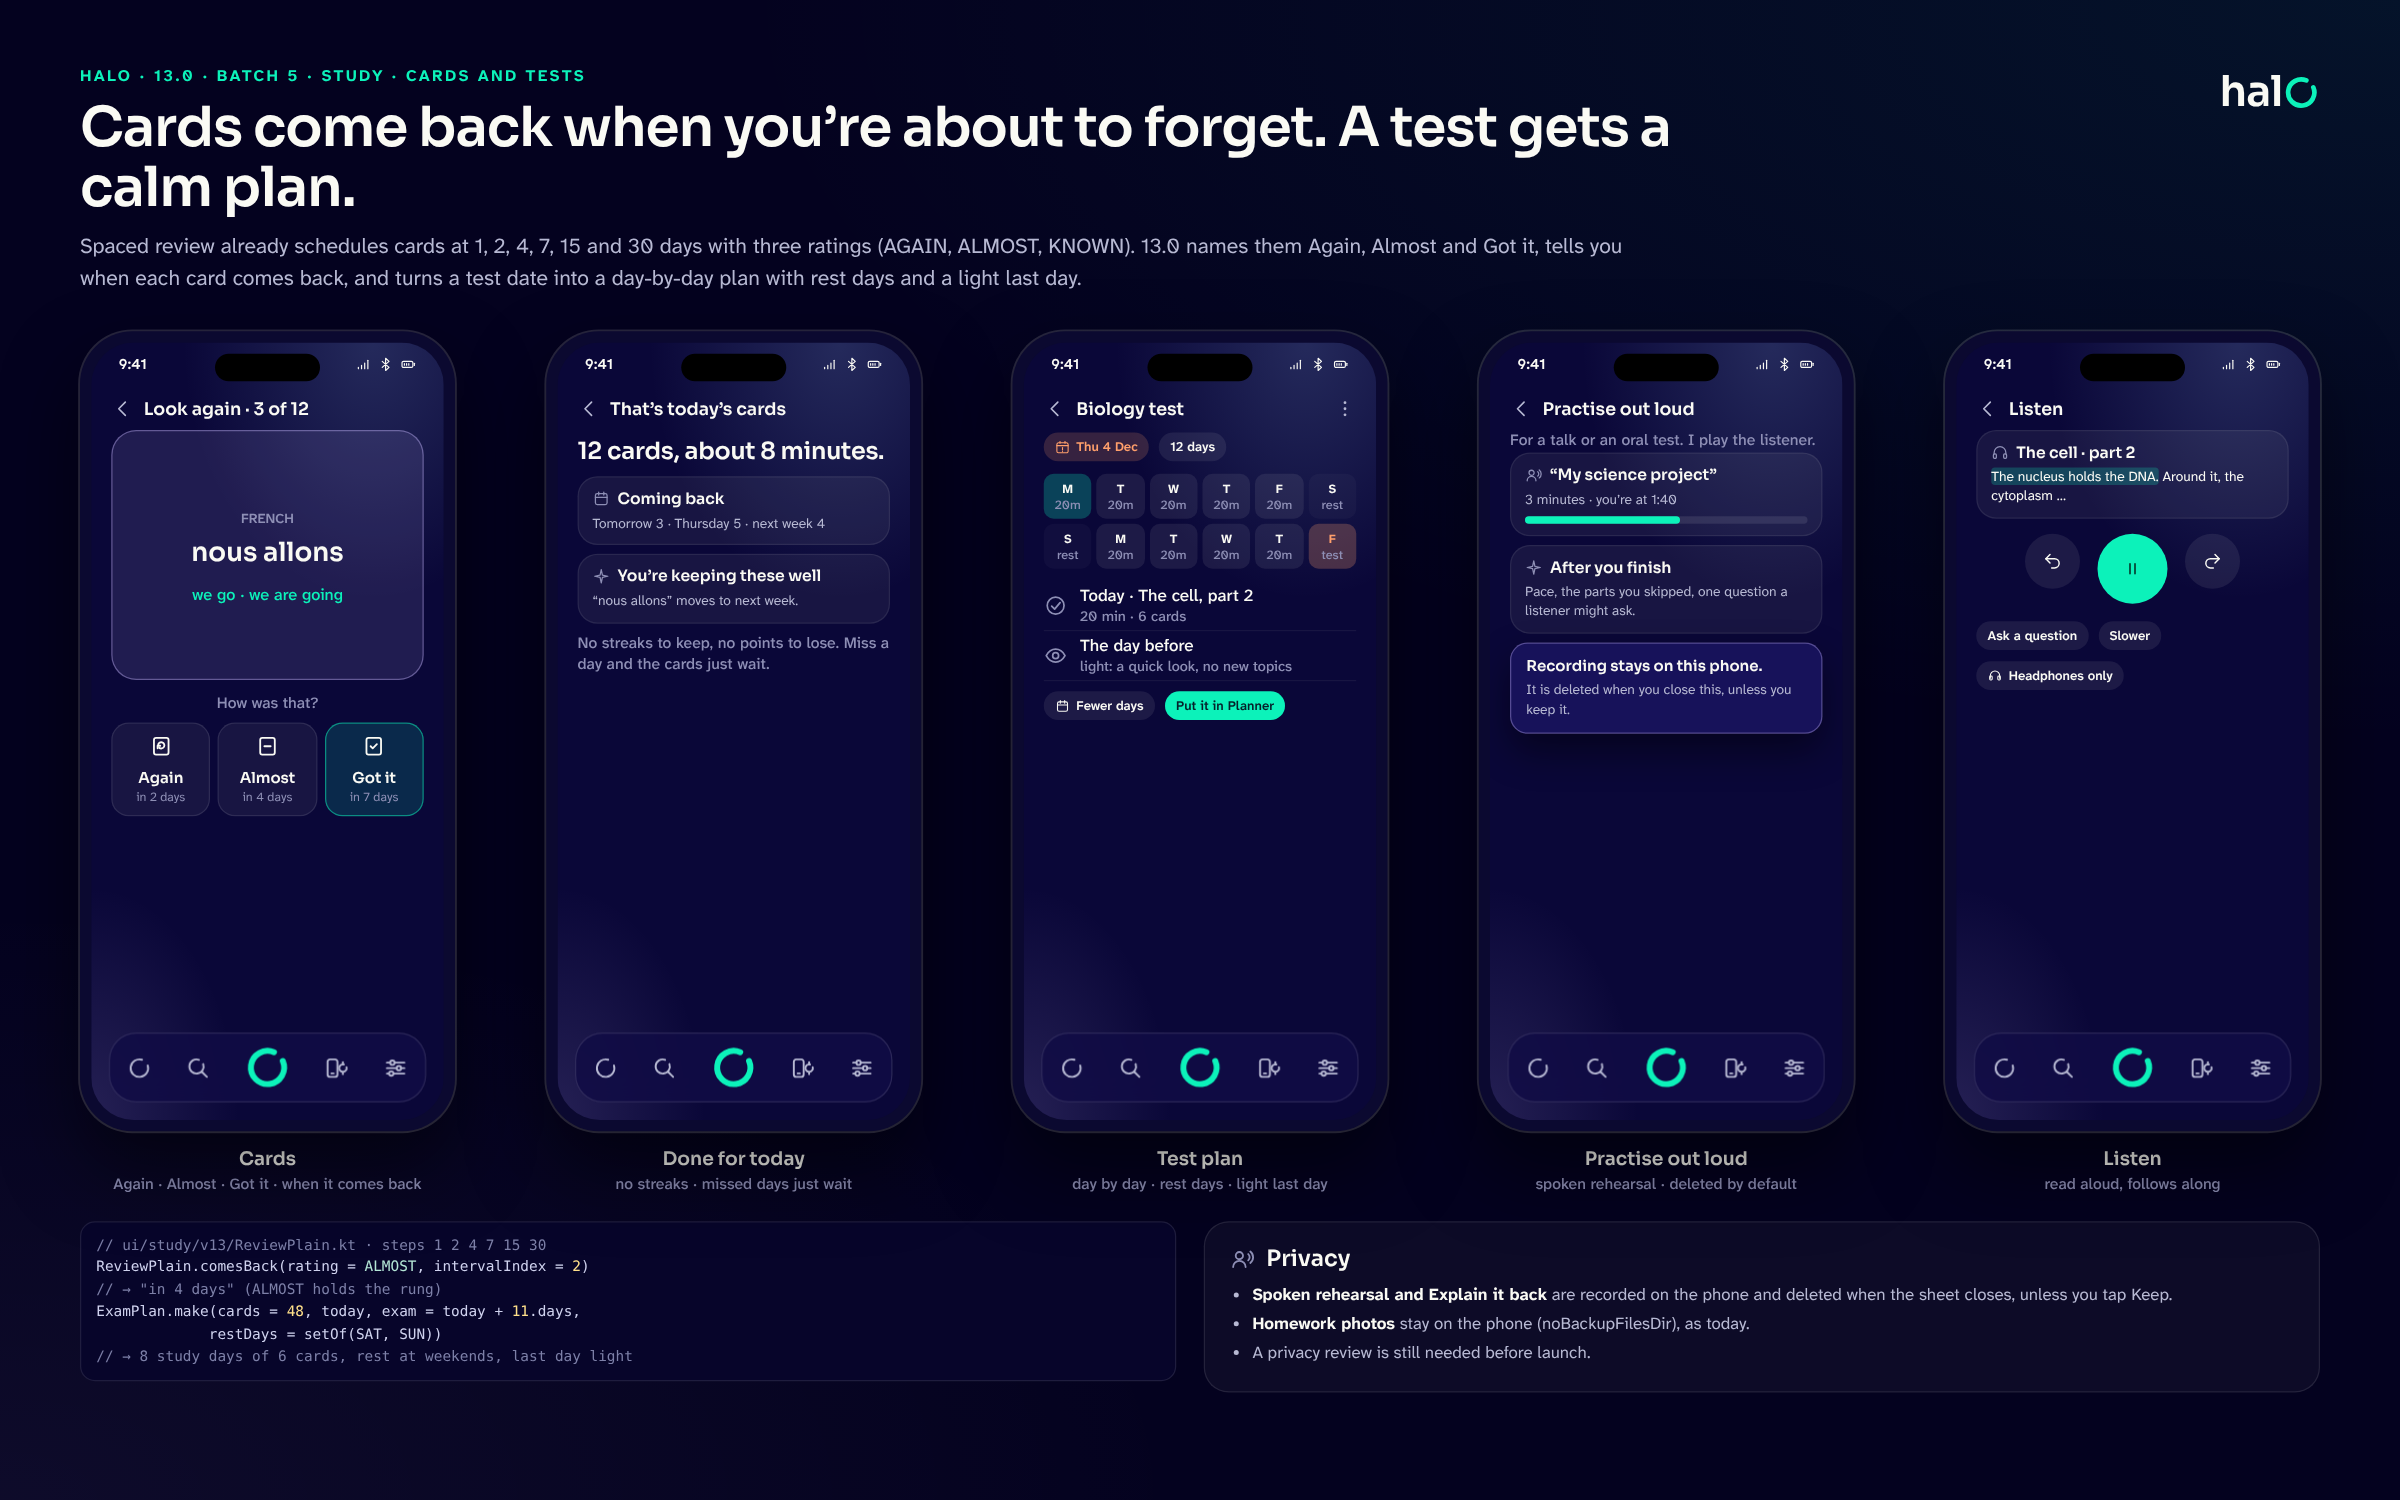 HALO · 13.0 · BATCH 5 · STUDY · CARDS AND TESTS
halo
Cards come back when you’re about to forget. A test gets a
calm plan.
Spaced review already schedules cards at 1, 2, 4, 7, 15 and 30 days with three ratings (AGAIN, ALMOST, KNOWN). 13.0 names them Again, Almost and Got it, tells you
when each card comes back, and turns a test date into a day-by-day plan with rest days and a light last day.
9:41
Look again · 3 of 12
FRENCH
nous allons
we go · we are going
How was that?
Again
in 2 days
Almost
in 4 days
Got it
in 7 days
Cards
Again · Almost · Got it · when it comes back
9:41
That’s today’s cards
12 cards, about 8 minutes.
Coming back
Tomorrow 3 · Thursday 5 · next week 4
You’re keeping these well
“nous allons” moves to next week.
No streaks to keep, no points to lose. Miss a
day and the cards just wait.
Done for today
no streaks · missed days just wait
9:41
Biology test
Thu 4 Dec
12 days
M T W T F S
20m 20m 20m 20m 20m rest
S M T W T F
rest 20m 20m 20m 20m test
Today · The cell, part 2
20 min · 6 cards
The day before
light: a quick look, no new topics
Fewer days
Put it in Planner
Test plan
day by day · rest days · light last day
9:41
Practise out loud
For a talk or an oral test. I play the listener.
“My science project”
3 minutes · you’re at 1:40
After you finish
Pace, the parts you skipped, one question a
listener might ask.
Recording stays on this phone.
It is deleted when you close this, unless you
keep it.
Practise out loud
spoken rehearsal · deleted by default
9:41
Listen
The cell · part 2
The nucleus holds the DNA. Around it, the
cytoplasm ...
Ask a question
Slower
Headphones only
Listen
read aloud, follows along
// ui/study/v13/ReviewPlain.kt · steps 1 2 4 7 15 30
ReviewPlain.comesBack(rating = ALMOST, intervalIndex = 2)
// → "in 4 days" (ALMOST holds the rung)
ExamPlan.make(cards = 48, today, exam = today + 11.days,
restDays = setOf(SAT, SUN))
// → 8 study days of 6 cards, rest at weekends, last day light
Privacy
• Spoken rehearsal and Explain it back are recorded on the phone and deleted when the sheet closes, unless you tap Keep.
• Homework photos stay on the phone (noBackupFilesDir), as today.
• A privacy review is still needed before launch.